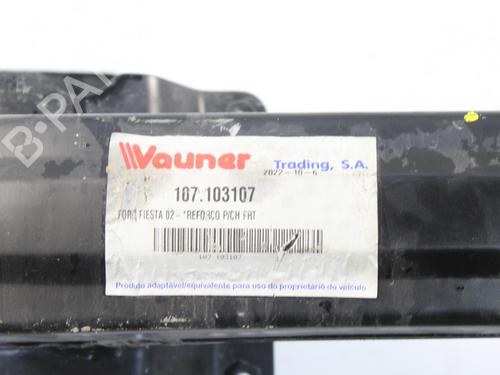 B-PARTS
Vauner Trading, S.A.
2022-10-6
107.103107
FORD FIESTA 02- *REFORCO P/CH FRT
107 103107
Produto adaptável/equivalente para uso do proprietário do veículo